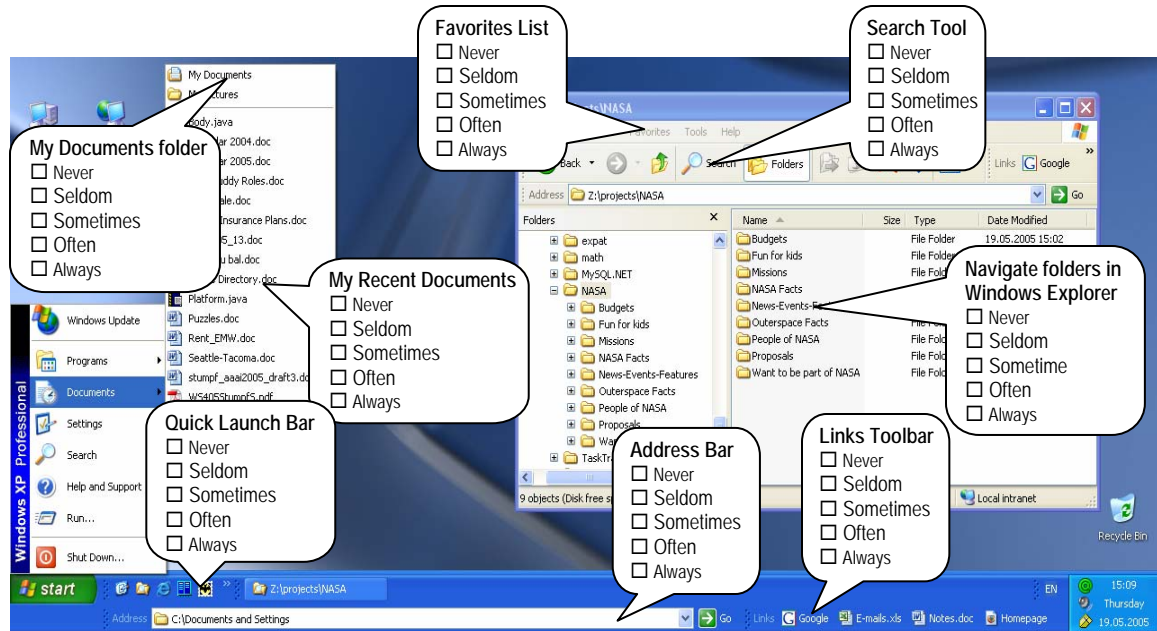 Favorites List
□ Never
□ Seldom
□ Sometimes
□ Often
□ Always
Search Tool
□ Never
□ Seldom
□ Sometimes
□ Often
□ Always
My Documents folder
□ Never
□ Seldom
□ Sometimes
□ Often
□ Always
My Documents
Body.java
2004.doc
2005.doc
Roles.doc
Insurance Plans.doc
bal.doc
Directory.doc
Platform.java
Puzzles.doc
Rent_EMW.doc
Seattle-Tacoma.doc
stumpf_aaai2005_draft3.do
WS405StumpfS.pdf
My Recent Documents
□ Never
□ Seldom
□ Sometimes
□ Often
□ Always
Windows XP Professional
Windows Update
Programs
Documents
Settings
Search
Help and Support
Run...
Shut Down...
Quick Launch Bar
□ Never
□ Seldom
□ Sometimes
□ Often
□ Always
\NASA
Favorites Tools Help
Back Search Folders Links Google »
Address Z:\projects\NASA Go
Folders X
expat
math
MySQL.NET
NASA
Budgets
Fun for kids
Missions
NASA Facts
News-Events-Features
Outerspace Facts
People of NASA
Proposals
Name Size Type Date Modified
Budgets File Folder 19.05.2005 15:02
Fun for kids File Folder
Missions
NASA Facts
News-Events-
Outerspace Facts
People of NASA
Proposals
Want to be part of NASA
9 objects (Disk free Local intranet
Navigate folders in
Windows Explorer
□ Never
□ Seldom
□ Sometime
□ Often
□ Always
Address Bar
□ Never
□ Seldom
□ Sometimes
□ Often
□ Always
Links Toolbar
□ Never
□ Seldom
□ Sometimes
□ Often
□ Always
Recycle Bin
start » Z:\projects\NASA EN 15:09
Thursday
19.05.2005
Address C:\Documents and Settings Go Links Google E-mails.xls Notes.doc Homepage